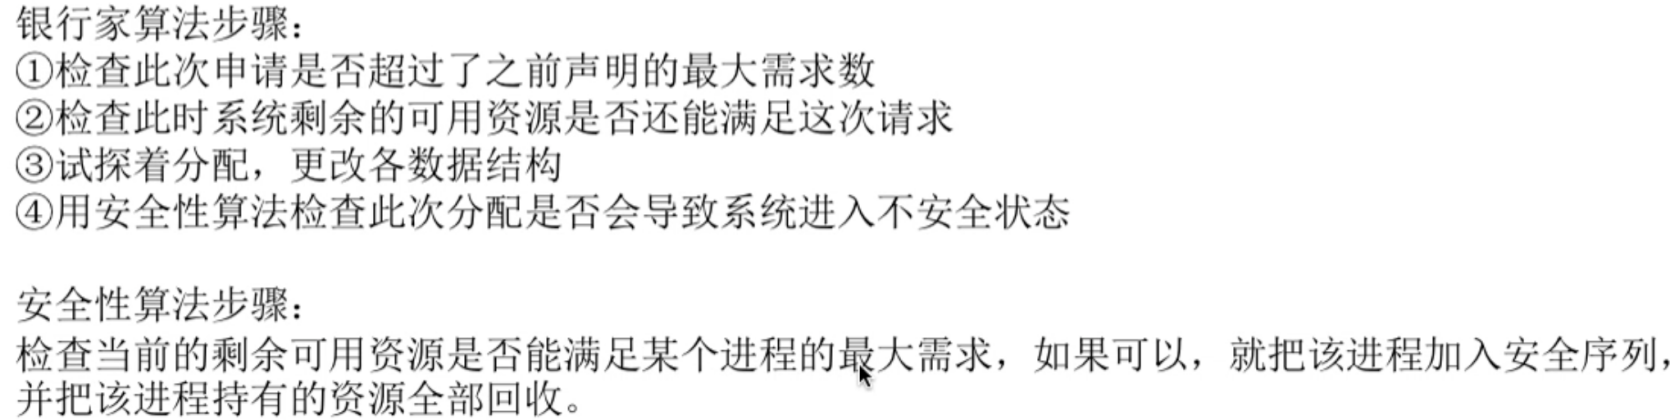 银行家算法步骤：
①检查此次申请是否超过了之前声明的最大需求数
②检查此时系统剩余的可用资源是否还能满足这次请求
③试探着分配，更改各数据结构
④用安全性算法检查此次分配是否会导致系统进入不安全状态
安全性算法步骤：
检查当前的剩余可用资源是否能满足某个进程的最大需求，如果可以，就把该进程加入安全序列，
并把该进程持有的资源全部回收。